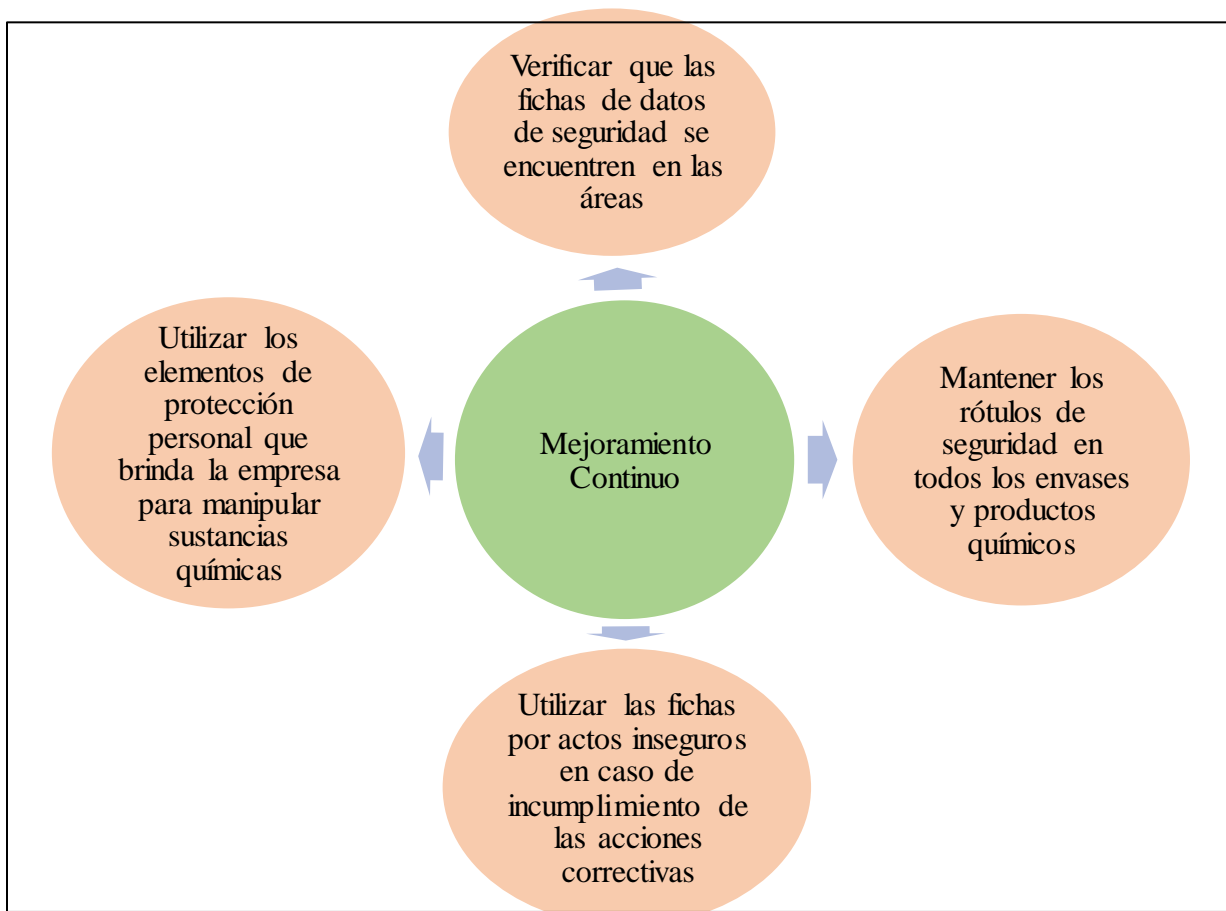 Verificar que las
fichas de datos
de seguridad se
encuentren en las
áreas
Utilizar los
elementos de
protección
personal que
brinda la empresa
para manipular
sustancias
químicas
Mejoramiento
Continuo
Mantener los
rótulos de
seguridad en
todos los envases
y productos
químicos
Utilizar las fichas
por actos inseguros
en caso de
incumplimiento de
las acciones
correctivas